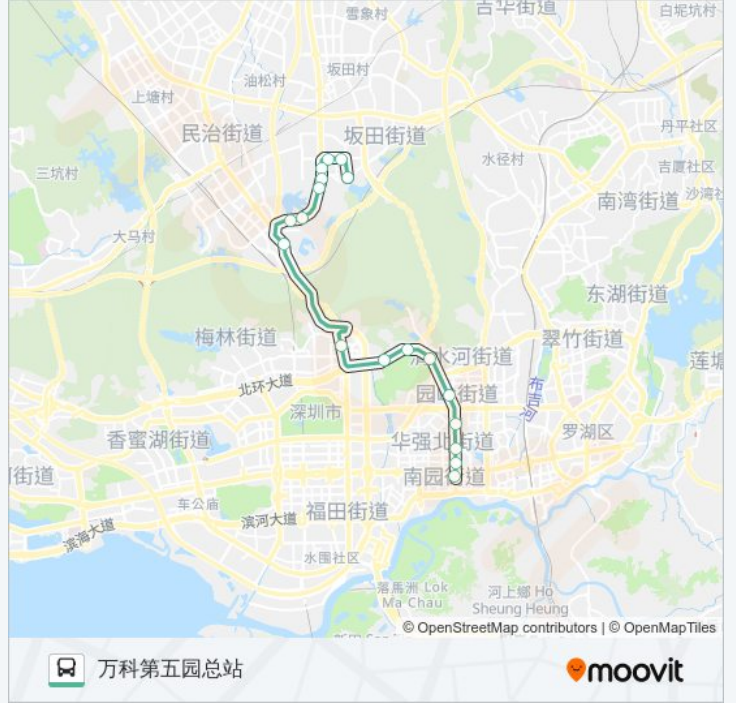 雪象村
吉华街道
白坭坑村
坂田村
油松村
上塘村
民治街道
坂田街道
丹平社区
水径村
吉厦社区
三坑村
南湾街道
沙湾社
大马村
东湖街道
梅林街道
翠竹街道
水河街道
莲塘
北环大道
园 街道
布吉河
深圳市
香蜜湖街道
华强北街道
罗湖区
街道
南园街道
车公庙
滨河大道
福田街道
滨海大道
水围社区
落馬洲 Lok
Ma Chau
河上鄉 Ho
Sheung Heung
© OpenStreetMap contributors | © OpenMapTiles
万科第五园总站
moovit